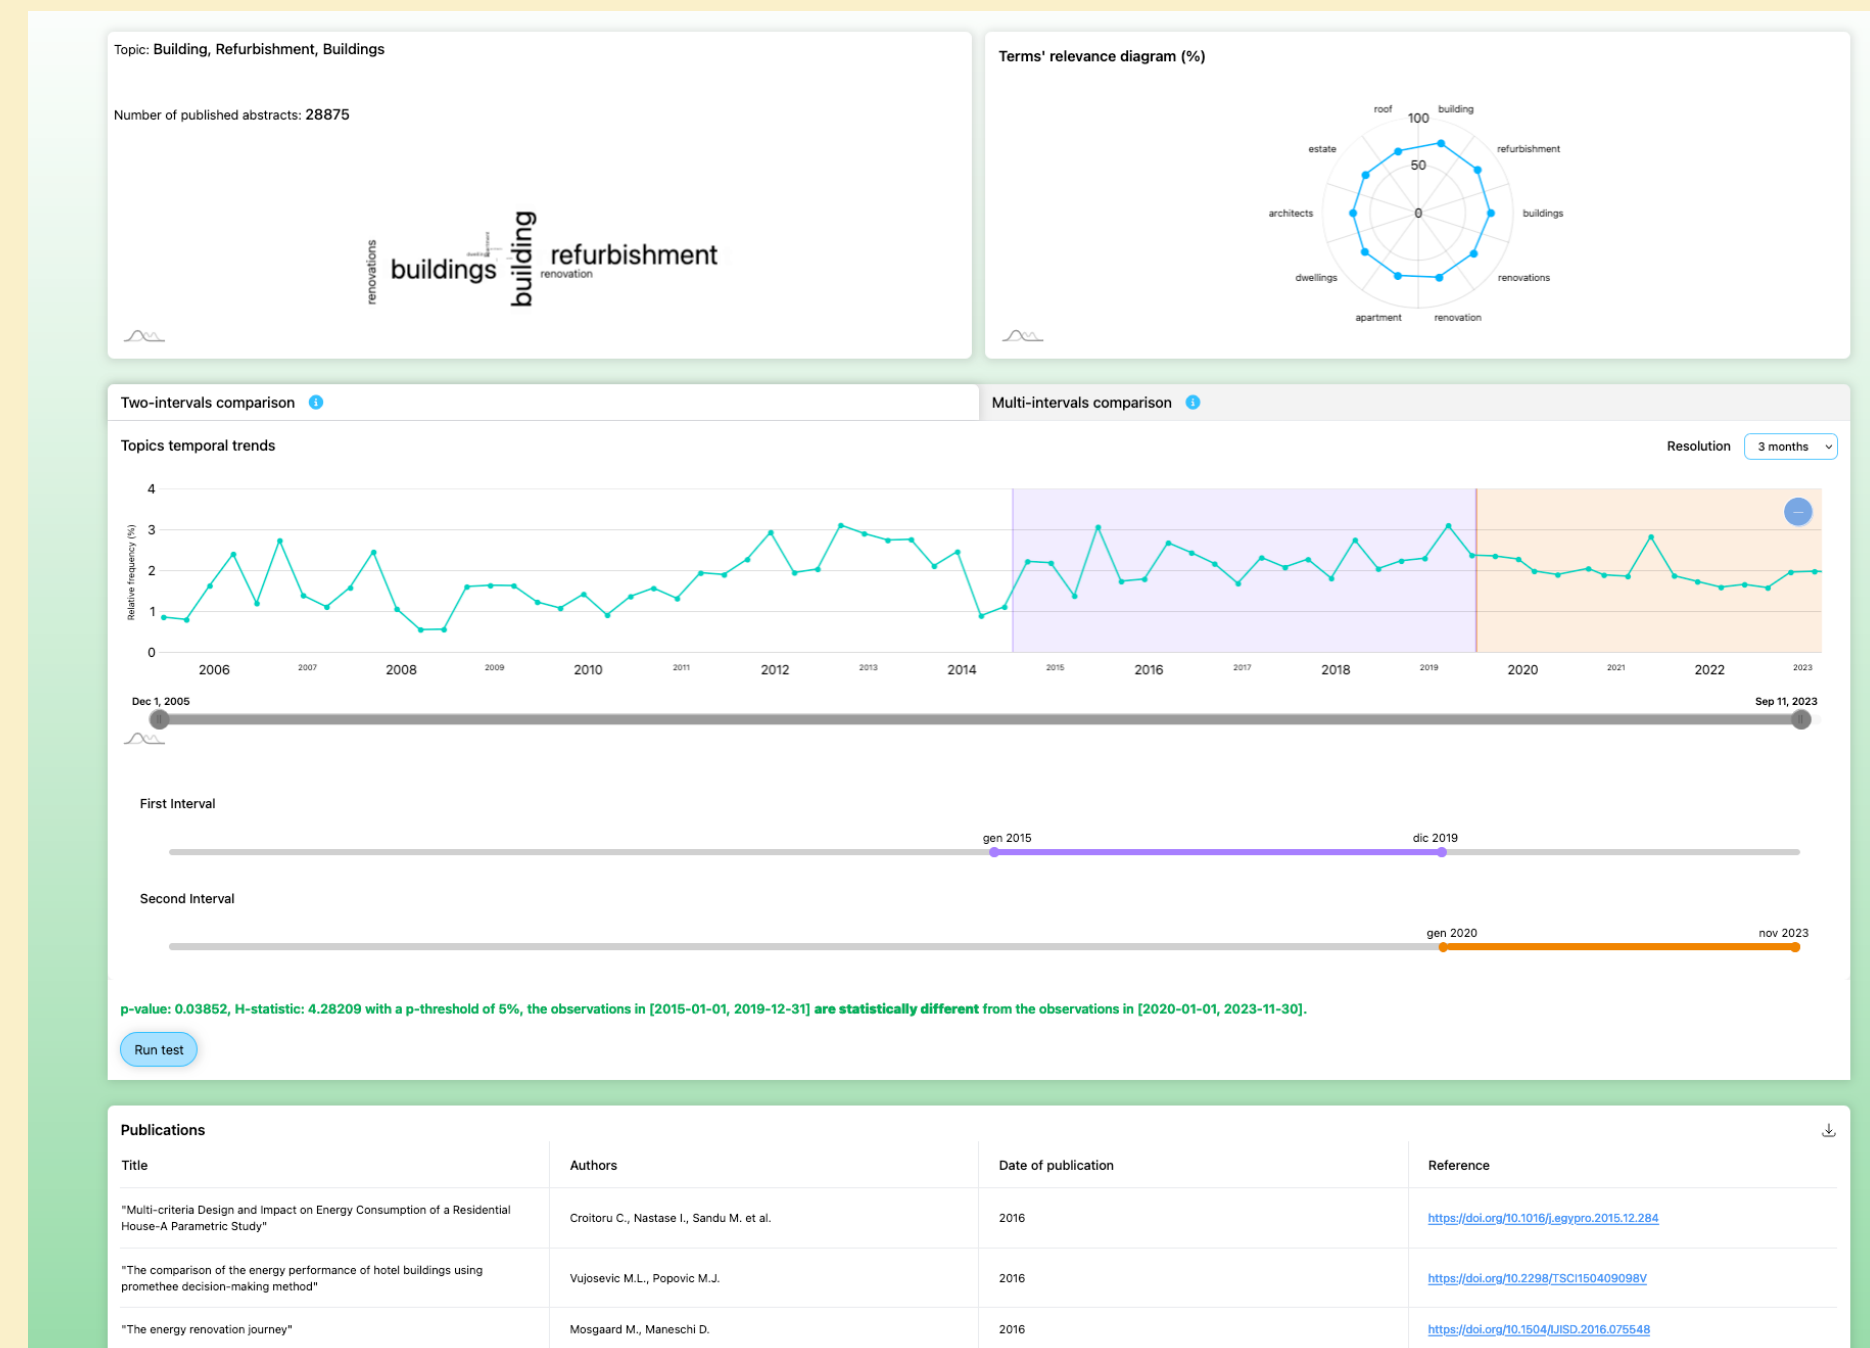 Topic: Building, Refurbishment, Buildings
Number of published abstracts: 28875
renovations
buildings
building
refurbishment
renovation
Terms' relevance diagram (%)
roof
building
100
estate
refurbishment
50
architects
0
buildings
dwellings
renovations
apartment
renovation
Two-intervals comparison
Multi-intervals comparison
Topics temporal trends
Resolution 3 months
Relative frequency (%)
4
3
2
1
0
2006 2007 2008 2009 2010 2011 2012 2013 2014 2015 2016 2017 2018 2019 2020 2021 2022 2023
Dec 1, 2005
Sep 11, 2023
First Interval
gen 2015 dic 2019
Second Interval
gen 2020 nov 2023
p-value: 0.03852, H-statistic: 4.28209 with a p-threshold of 5%, the observations in [2015-01-01, 2019-12-31] are statistically different from the observations in [2020-01-01, 2023-11-30].
Run test
Publications
Title Authors Date of publication Reference
"Multi-criteria Design and Impact on Energy Consumption of a Residential
House-A Parametric Study"
Croitoru C., Nastase I., Sandu M. et al.
2016
https://doi.org/10.1016/j.egypro.2015.12.284
"The comparison of the energy performance of hotel buildings using
promethee decision-making method"
Vujosevic M.L., Popovic M.J.
2016
https://doi.org/10.2298/TSCI150409098V
"The energy renovation journey"
Mosgaard M., Maneschi D.
2016
https://doi.org/10.1504/IJISD.2016.075548